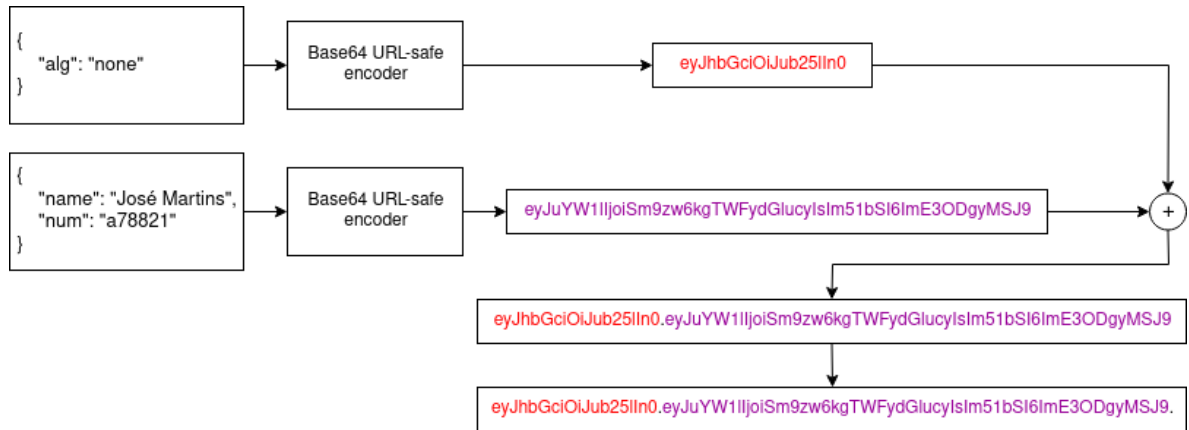 {
"alg": "none"
}
Base64 URL-safe
encoder
eyJhbGciOiJub25lIn0
{
"name": "José Martins",
"num": "a78821"
}
Base64 URL-safe
encoder
eyJuYW1lIjoiSm9zw6kgTWFydGlucyIsIm51bSI6ImE3ODgyMSJ9
+
eyJhbGciOiJub25lIn0.eyJuYW1lIjoiSm9zw6kgTWFydGlucyIsIm51bSI6ImE3ODgyMSJ9
eyJhbGciOiJub25lIn0.eyJuYW1lIjoiSm9zw6kgTWFydGlucyIsIm51bSI6ImE3ODgyMSJ9.